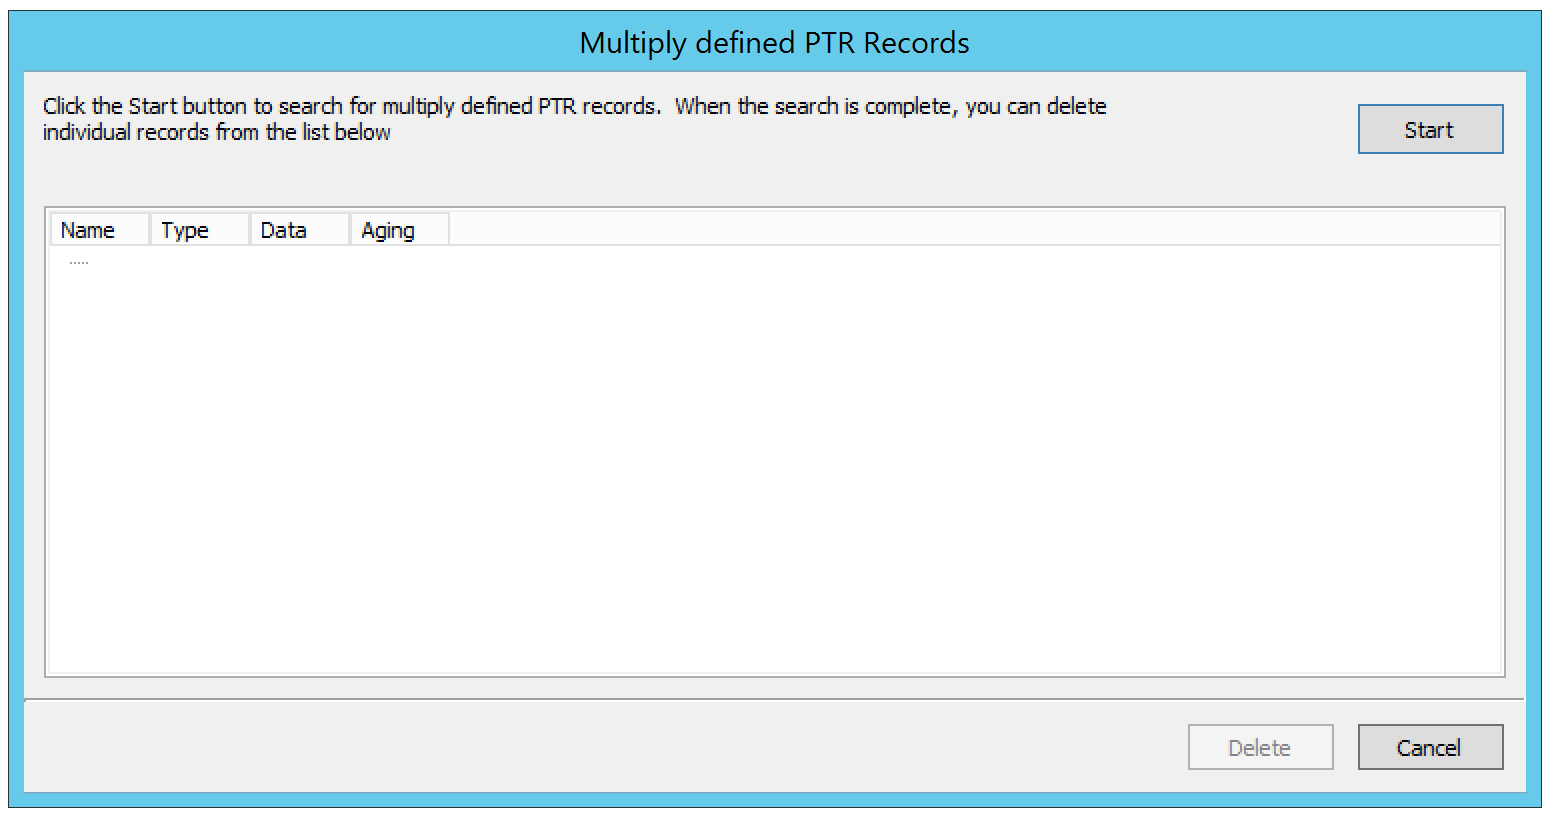 Multiply defined PTR Records
Click the Start button to search for multiply defined PTR records.  When the search is complete, you can delete
individual records from the list below
Start
Name Type Data Aging
.....
Delete Cancel